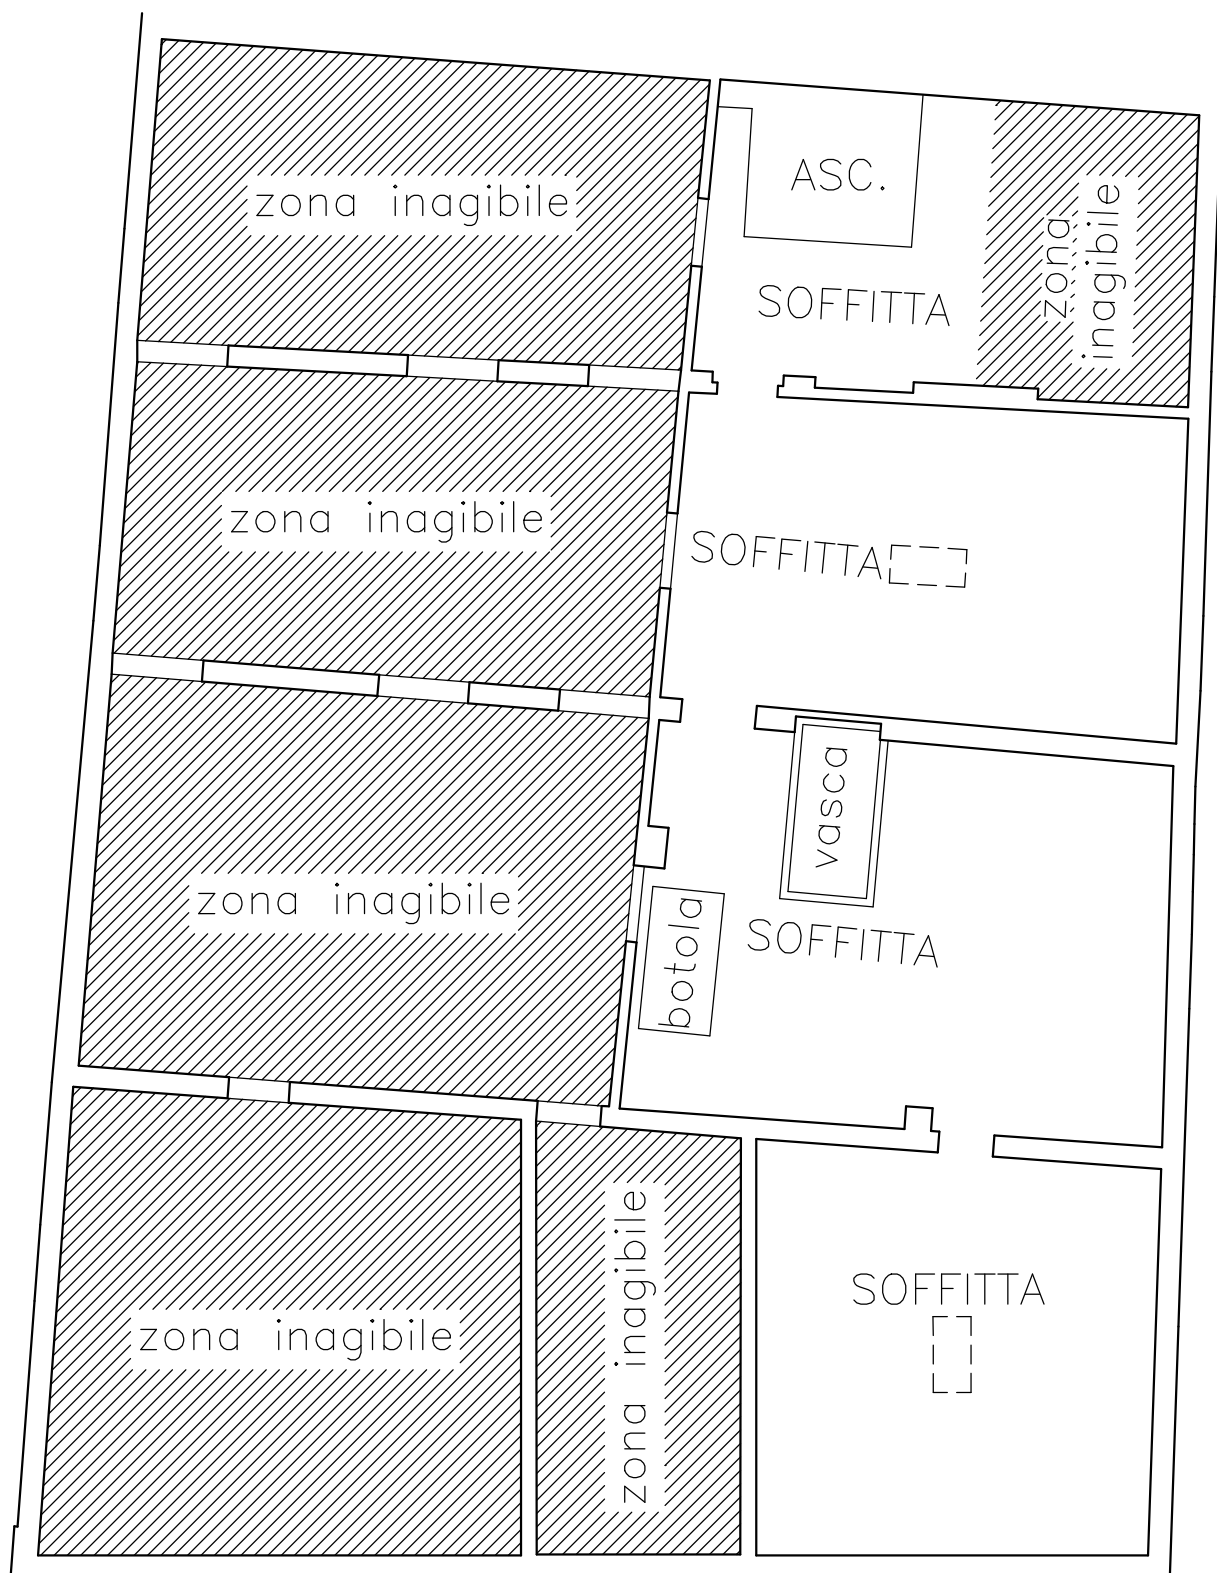 zona inagibile
ASC.
zona
inagibile
SOFFITTA
zona inagibile
SOFFITTA
vasca
zona inagibile
botola
SOFFITTA
zona inagibile
zona inagibile
SOFFITTA